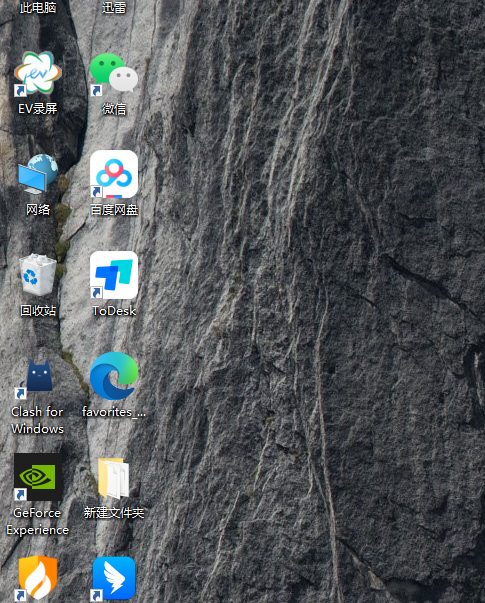 此电脑
迅雷
EV录屏
微信
网络
百度网盘
回收站
ToDesk
Clash for
Windows
favorites_...
GeForce
Experience
新建文件夹